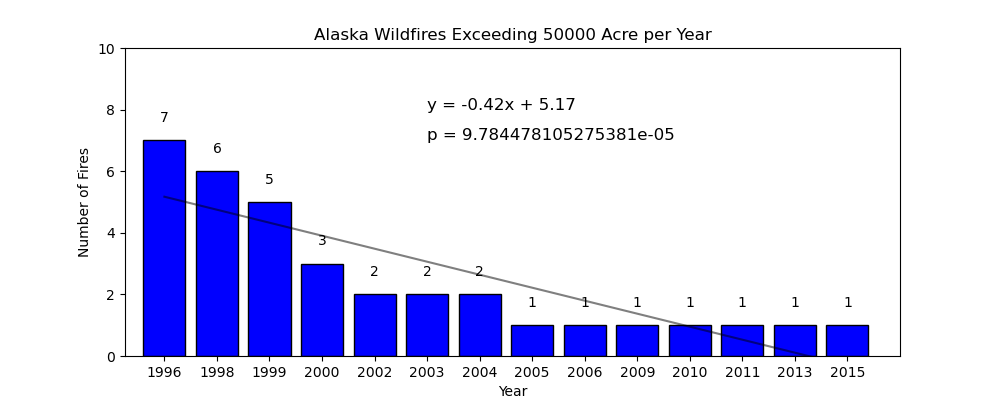 Alaska Wildfires Exceeding 50000 Acre per Year
10
8
6
4
2
0
Number of Fires
y = -0.42x + 5.17
p = 9.784478105275381e-05
7 6 5 3 2 2 2 1 1 1 1 1 1 1
1996 1998 1999 2000 2002 2003 2004 2005 2006 2009 2010 2011 2013 2015
Year